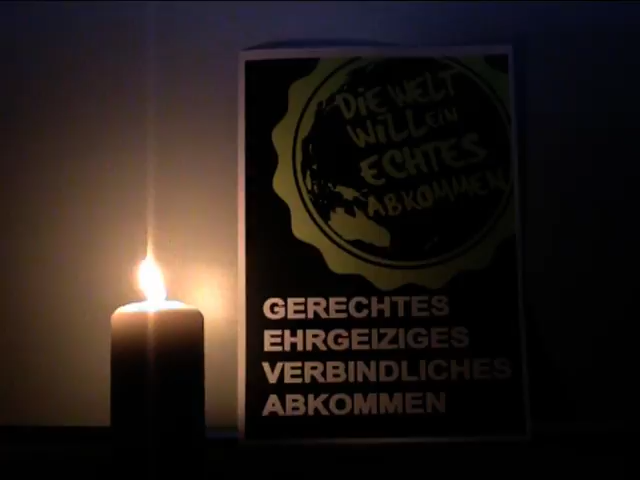 DIE WELT
WILL EIN
ECHTES
ABKOMMEN
GERECHTES
EHRGEIZIGES
VERBINDLICHES
ABKOMMEN